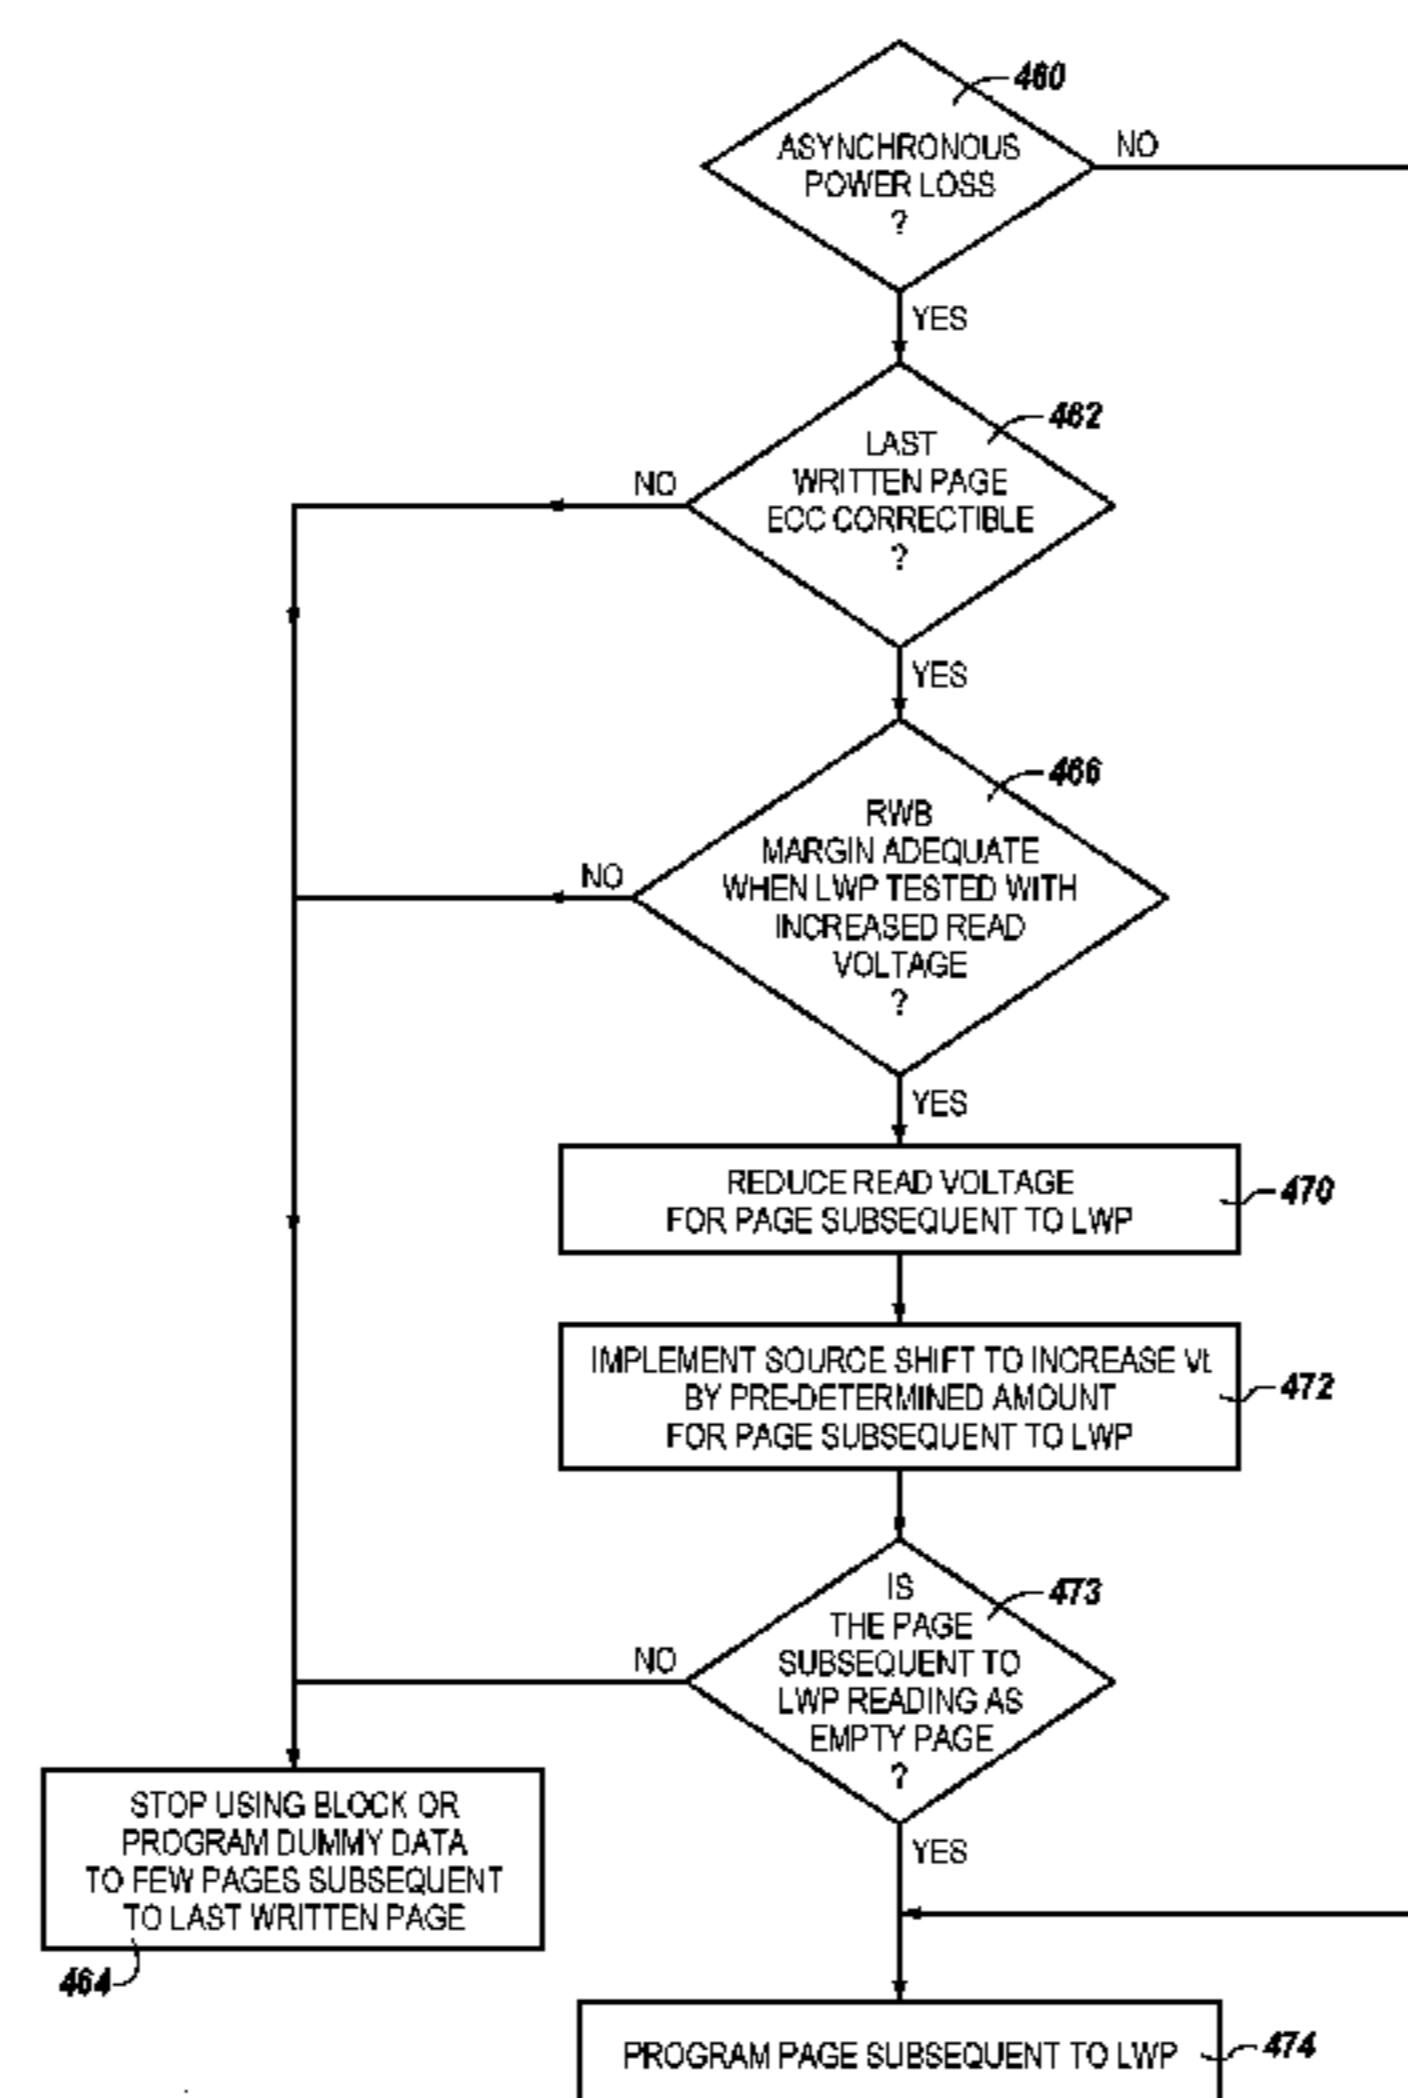 460
ASYNCHRONOUS
POWER LOSS
?
NO
YES
462
LAST
WRITTEN PAGE
ECC CORRECTIBLE
?
NO
YES
466
RWB
MARGIN ADEQUATE
WHEN LWP TESTED WITH
INCREASED READ
VOLTAGE
?
NO
YES
REDUCE READ VOLTAGE
FOR PAGE SUBSEQUENT TO LWP
470
IMPLEMENT SOURCE SHIFT TO INCREASE Vt
BY PRE-DETERMINED AMOUNT
FOR PAGE SUBSEQUENT TO LWP
472
IS
THE PAGE
SUBSEQUENT TO
LWP READING AS
EMPTY PAGE
?
473
NO
YES
STOP USING BLOCK OR
PROGRAM DUMMY DATA
TO FEW PAGES SUBSEQUENT
TO LAST WRITTEN PAGE
464
PROGRAM PAGE SUBSEQUENT TO LWP
474